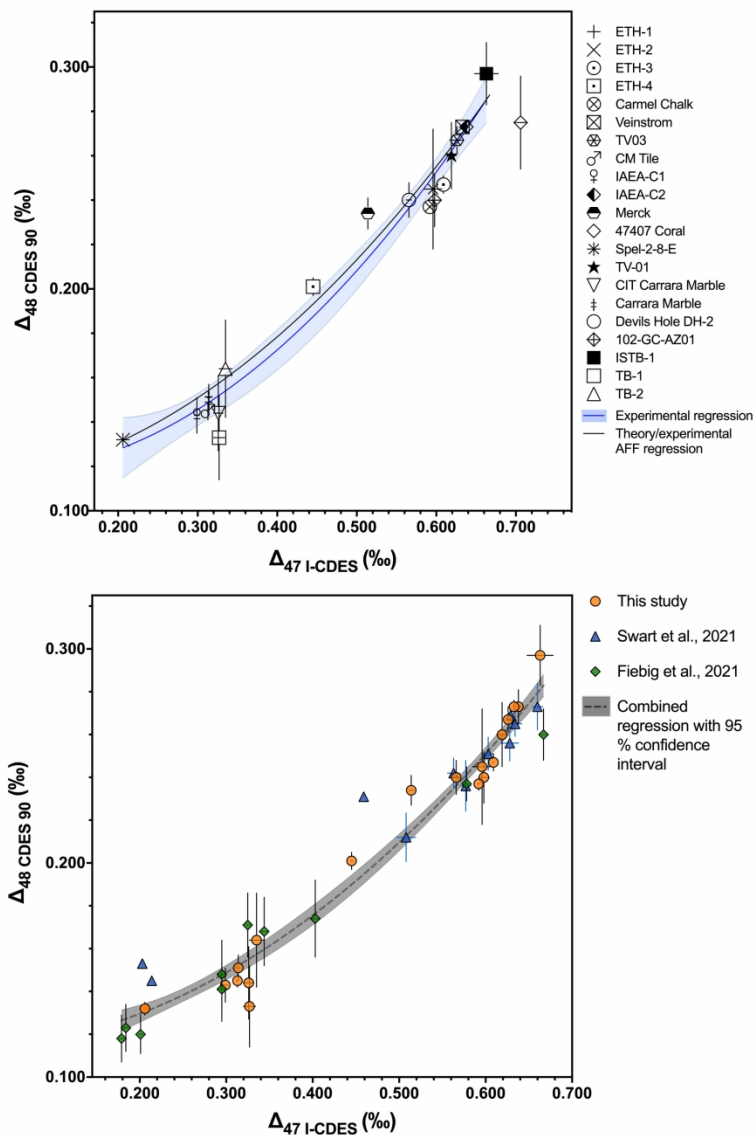 0.300
0.200
0.100
Δ48 CDES 90 (‰)
0.200
0.300
0.400
0.500
0.600
0.700
Δ47 I-CDES (‰)
ETH-1
ETH-2
ETH-3
ETH-4
Carmel Chalk
Veinstrom
TV03
CM Tile
IAEA-C1
IAEA-C2
Merck
47407 Coral
Spel-2-8-E
TV-01
CIT Carrara Marble
Carrara Marble
Devils Hole DH-2
102-GC-AZ01
ISTB-1
TB-1
TB-2
Experimental regression
Theory/experimental
AFF regression
0.300
0.200
0.100
Δ48 CDES 90 (‰)
0.200
0.300
0.400
0.500
0.600
0.700
Δ47 I-CDES (‰)
This study
Swart et al., 2021
Fiebig et al., 2021
Combined
regression with 95
% confidence
interval